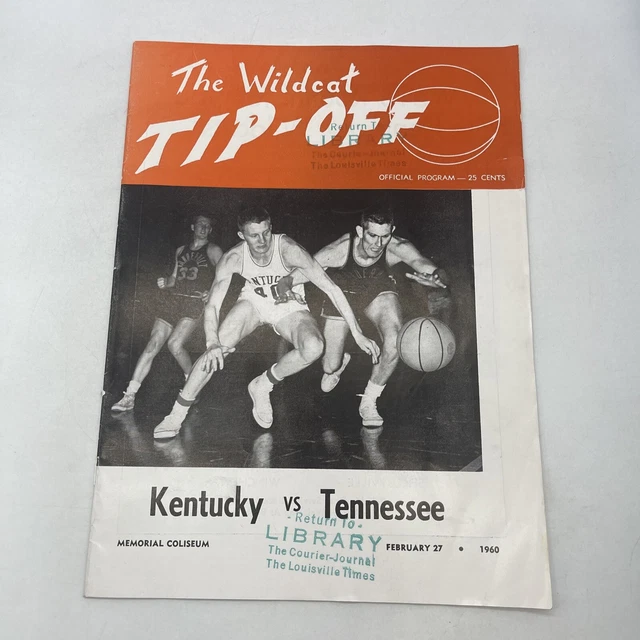 The Wildcat
TIP-OFF
Return To
LIBRARY
The Courier-Journal
The Louisville Times
OFFICIAL PROGRAM — 25 CENTS
33
Kentucky vs Tennessee
- Return to -
LIBRARY
The Courier-Journal
The Louisville Times
MEMORIAL COLISEUM
FEBRUARY 27 • 1960